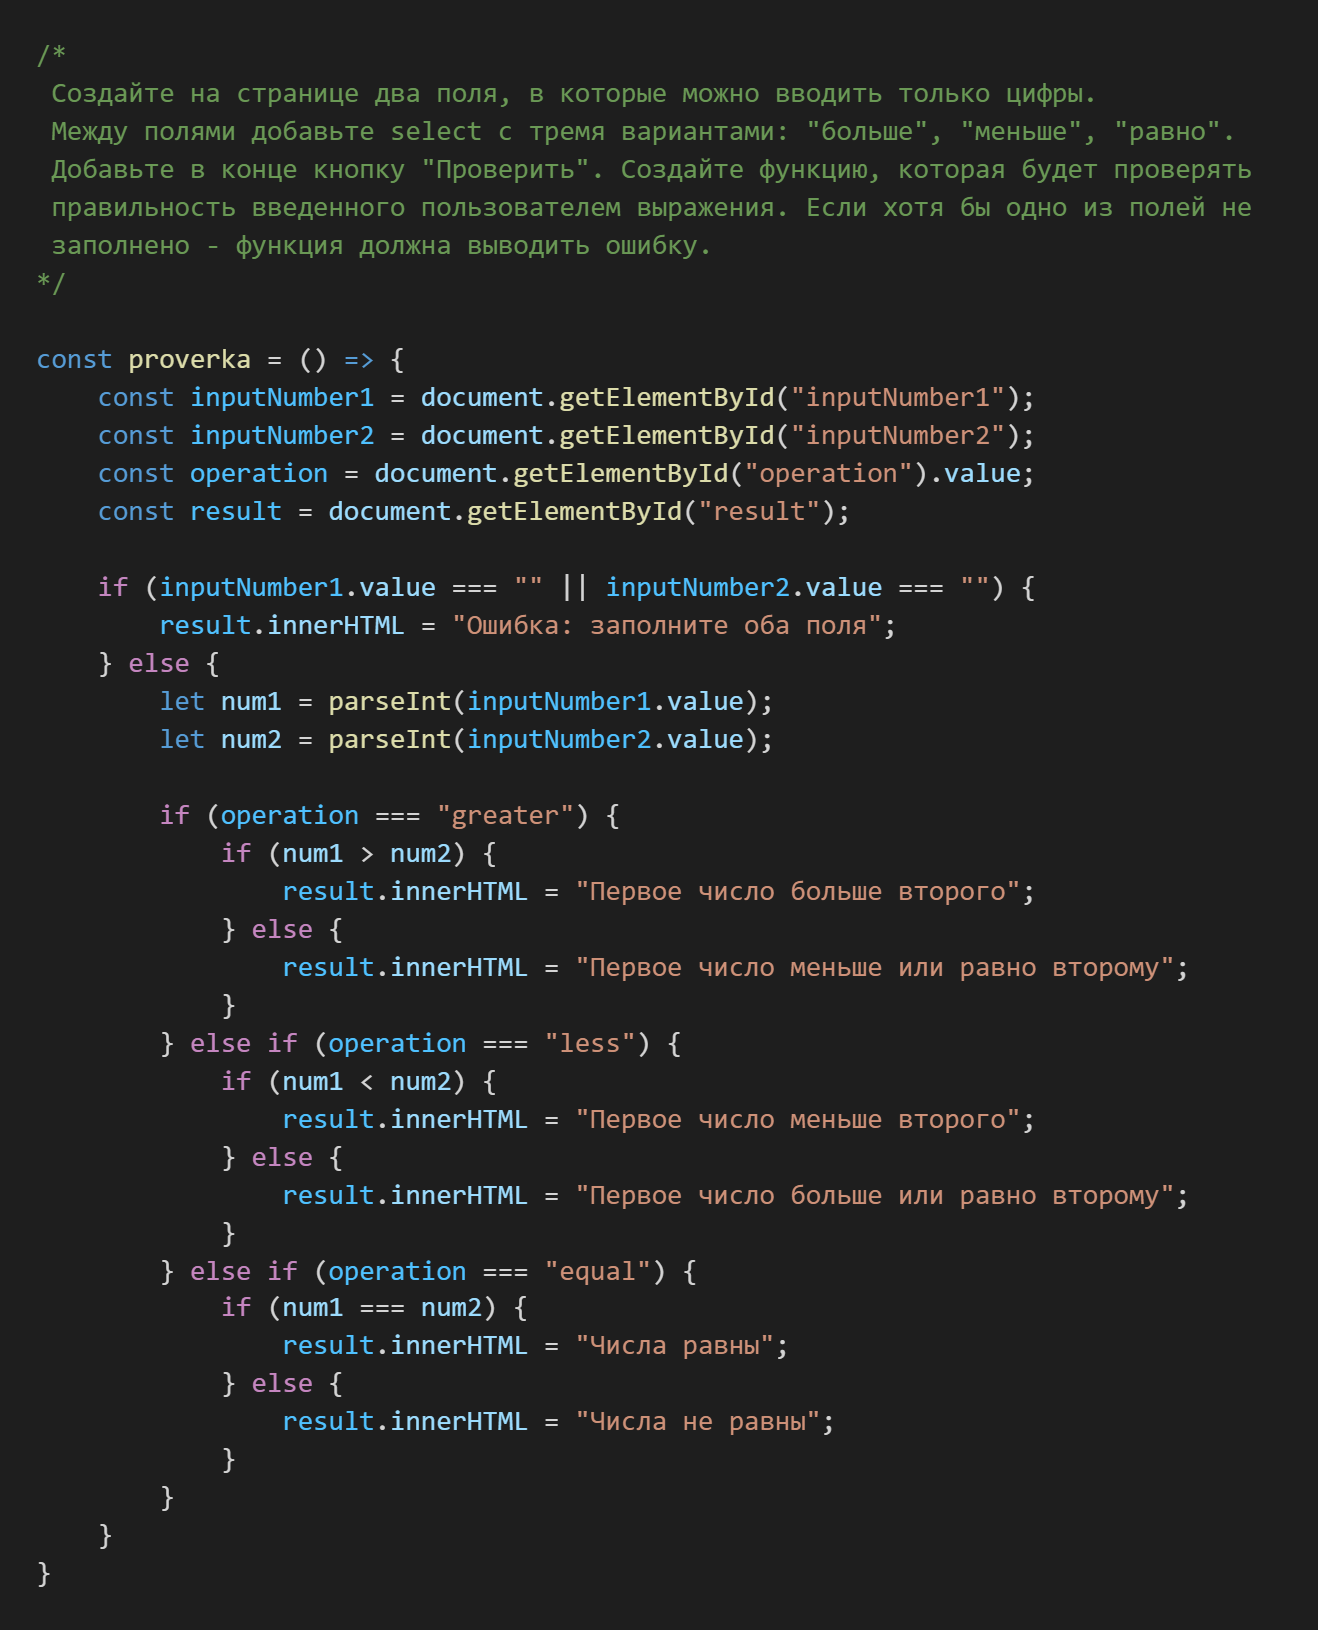 /*
 Создайте на странице два поля, в которые можно вводить только цифры.
 Между полями добавьте select с тремя вариантами: "больше", "меньше", "равно".
 Добавьте в конце кнопку "Проверить". Создайте функцию, которая будет проверять
 правильность введенного пользователем выражения. Если хотя бы одно из полей не
 заполнено - функция должна выводить ошибку.
*/

const proverka = () => {
    const inputNumber1 = document.getElementById("inputNumber1");
    const inputNumber2 = document.getElementById("inputNumber2");
    const operation = document.getElementById("operation").value;
    const result = document.getElementById("result");

    if (inputNumber1.value === "" || inputNumber2.value === "") {
        result.innerHTML = "Ошибка: заполните оба поля";
    } else {
        let num1 = parseInt(inputNumber1.value);
        let num2 = parseInt(inputNumber2.value);

        if (operation === "greater") {
            if (num1 > num2) {
                result.innerHTML = "Первое число больше второго";
            } else {
                result.innerHTML = "Первое число меньше или равно второму";
            }
        } else if (operation === "less") {
            if (num1 < num2) {
                result.innerHTML = "Первое число меньше второго";
            } else {
                result.innerHTML = "Первое число больше или равно второму";
            }
        } else if (operation === "equal") {
            if (num1 === num2) {
                result.innerHTML = "Числа равны";
            } else {
                result.innerHTML = "Числа не равны";
            }
        }
    }
}